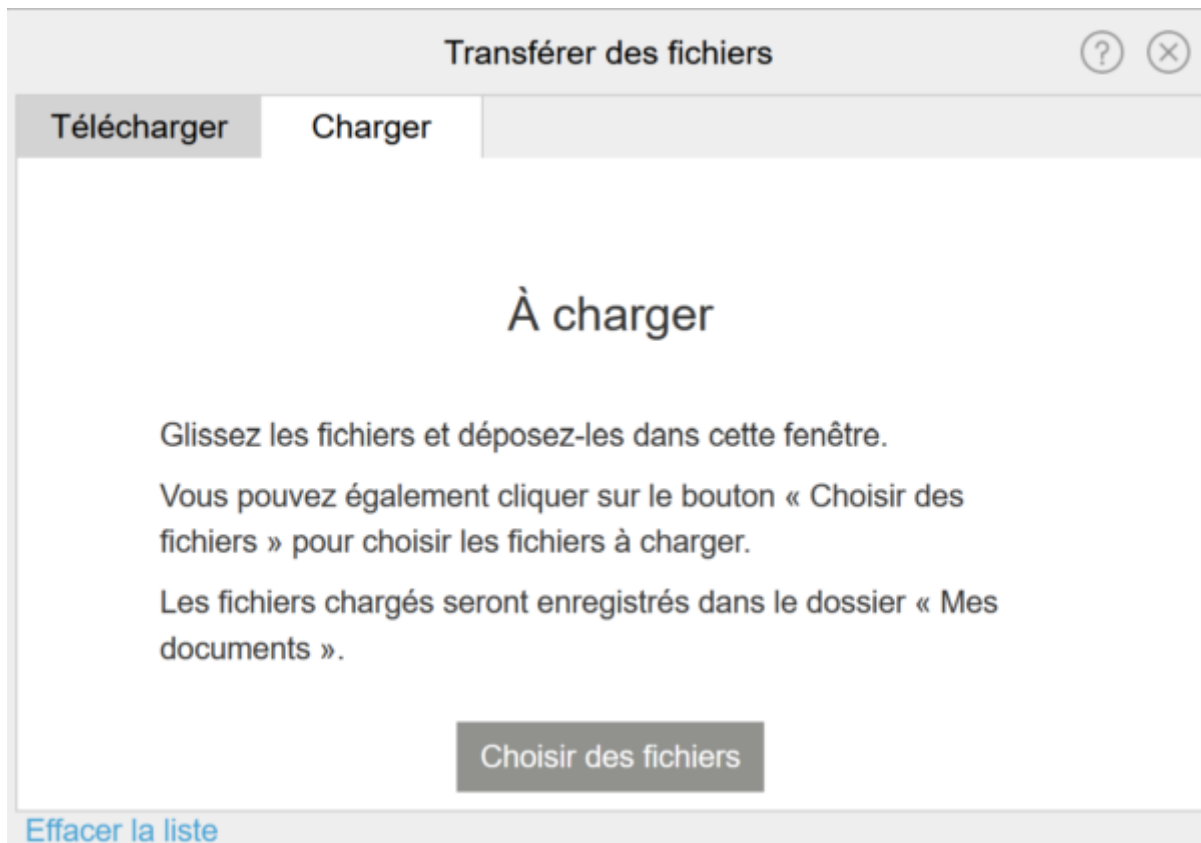 Transférer des fichiers
Télécharger Charger
À charger
Glissez les fichiers et déposez-les dans cette fenêtre.
Vous pouvez également cliquer sur le bouton « Choisir des
fichiers » pour choisir les fichiers à charger.
Les fichiers chargés seront enregistrés dans le dossier « Mes
documents ».
Choisir des fichiers
Effacer la liste